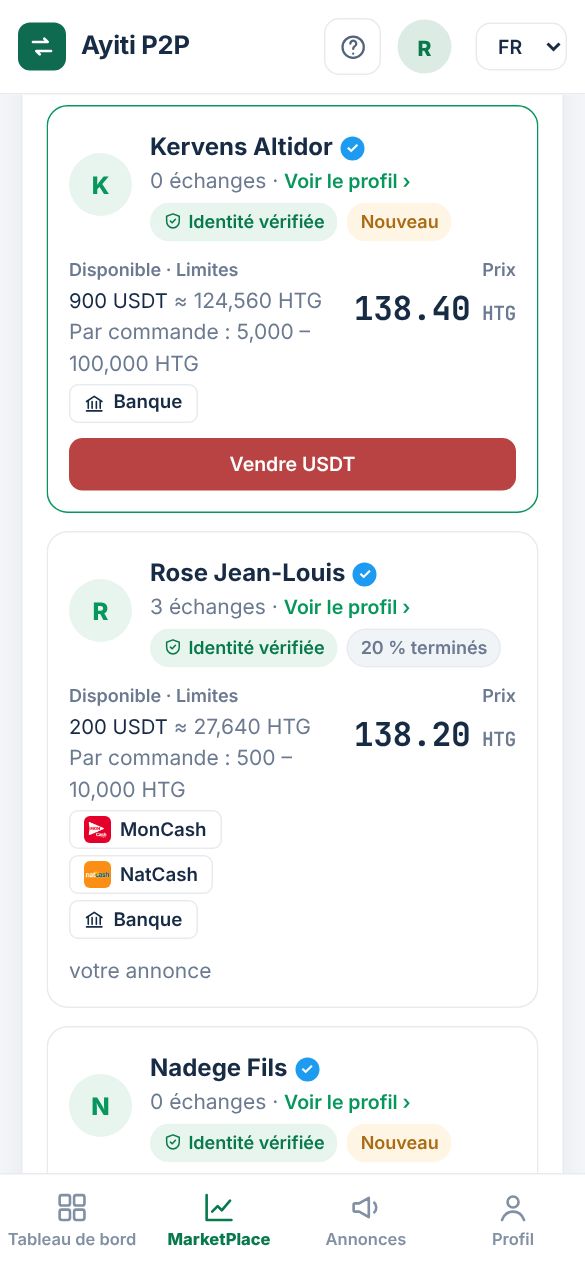 Ayiti P2P
R
FR
K
Kervens Altidor
0 échanges · Voir le profil ›
Identité vérifiée
Nouveau
Disponible · Limites
Prix
900 USDT ≈ 124,560 HTG
138.40 HTG
Par commande : 5,000 –
100,000 HTG
Banque
Vendre USDT
R
Rose Jean-Louis
3 échanges · Voir le profil ›
Identité vérifiée
20 % terminés
Disponible · Limites
Prix
200 USDT ≈ 27,640 HTG
138.20 HTG
Par commande : 500 –
10,000 HTG
MonCash
NatCash
Banque
votre annonce
N
Nadege Fils
0 échanges · Voir le profil ›
Identité vérifiée
Nouveau
Tableau de bord
MarketPlace
Annonces
Profil